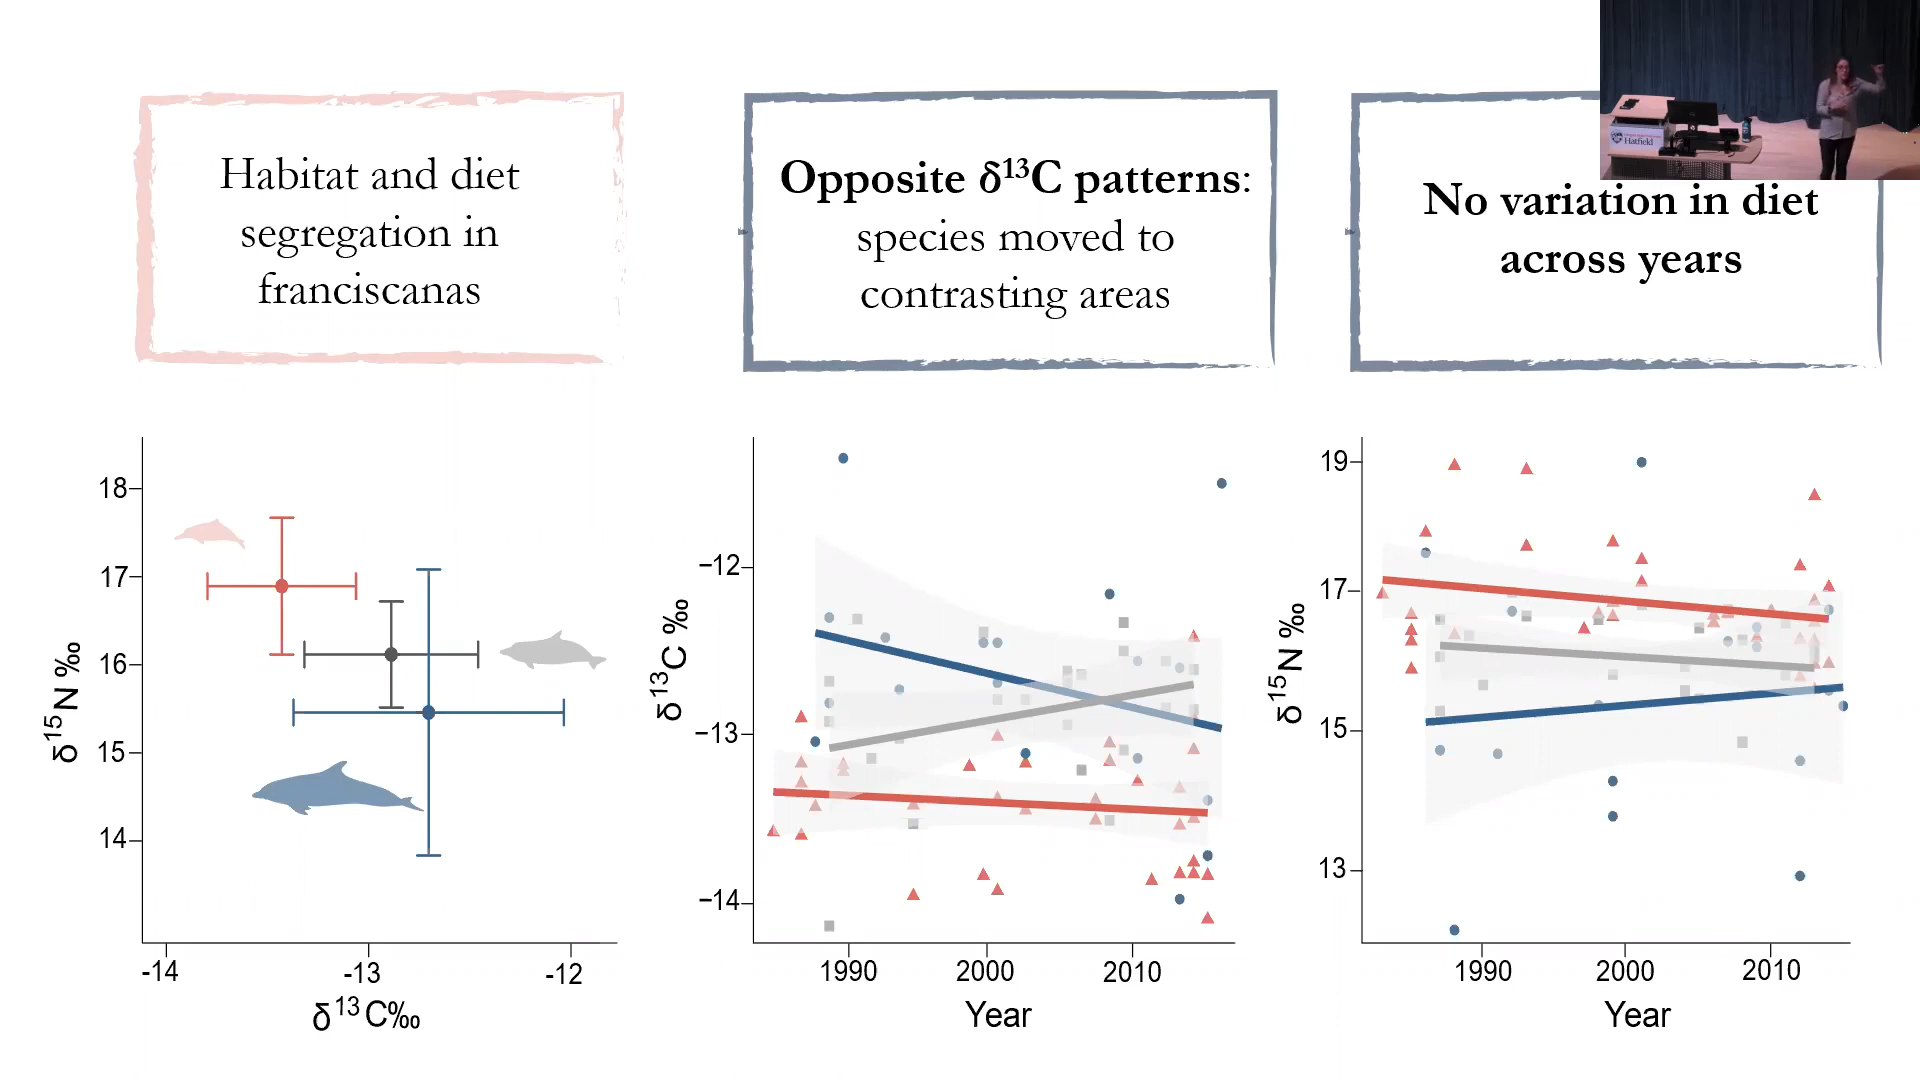 Habitat and diet
segregation in
franciscanas
Opposite δ¹³C patterns:
species moved to
contrasting areas
No variation in diet
across years
Hatfield
18
17
16
15
14
δ¹⁵N ‰
-14
-13
-12
δ¹³C‰
−12
−13
−14
δ¹³C ‰
1990
2000
2010
Year
19
17
15
13
δ¹⁵N ‰
1990
2000
2010
Year